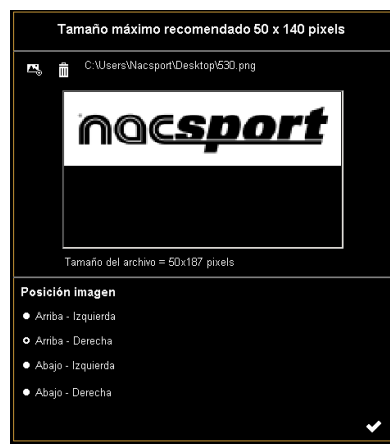 Tamaño máximo recomendado 50 x 140 pixels
C:\Users\Nacsport\Desktop\530.png
nacsport
Tamaño del archivo = 50x187 pixels
Posición imagen
Arriba - Izquierda
Arriba - Derecha
Abajo - Izquierda
Abajo - Derecha